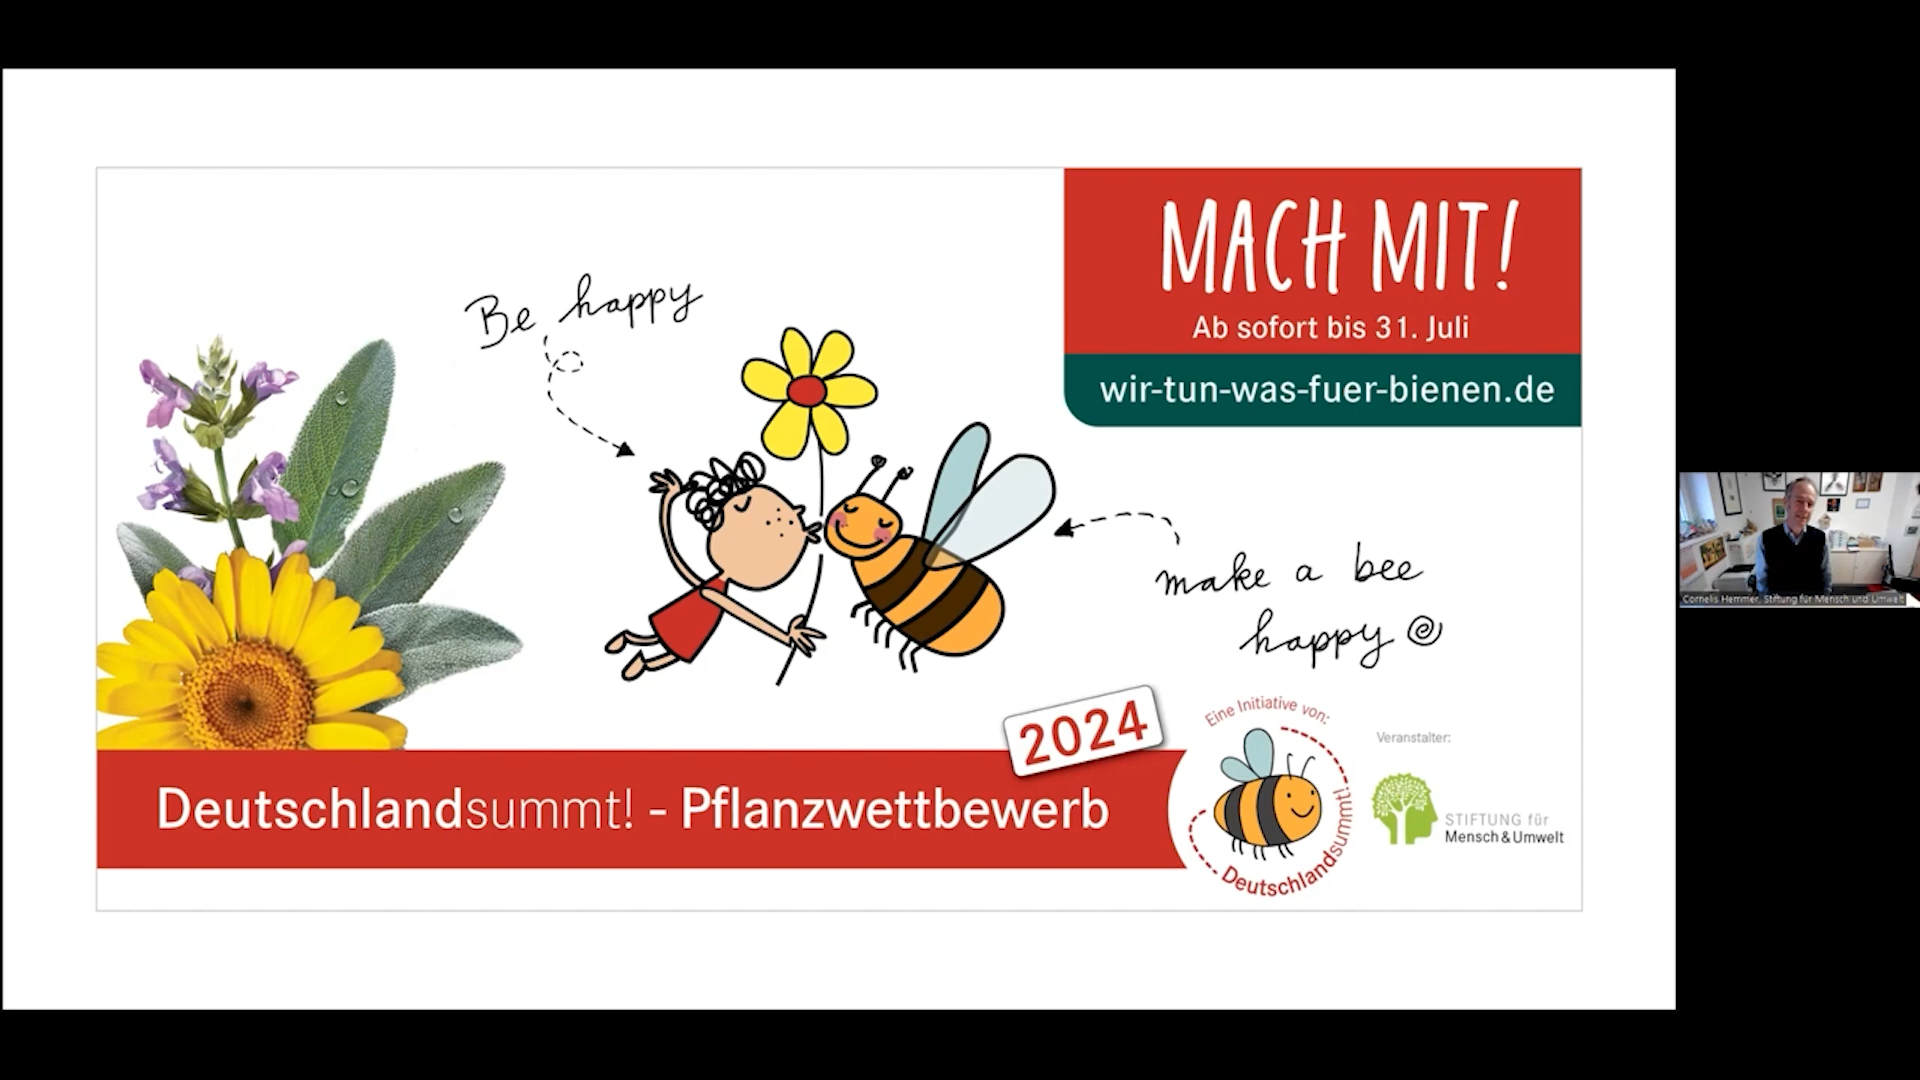 MACH MIT!
Ab sofort bis 31. Juli
wir-tun-was-fuer-bienen.de
Be happy
make a bee
happy
2024
Deutschlandsummt! - Pflanzwettbewerb
Eine Initiative von:
Deutschlandsummt!
Veranstalter:
STIFTUNG für
Mensch & Umwelt
Cornelis Hemmer, Stiftung für Mensch und Umwelt